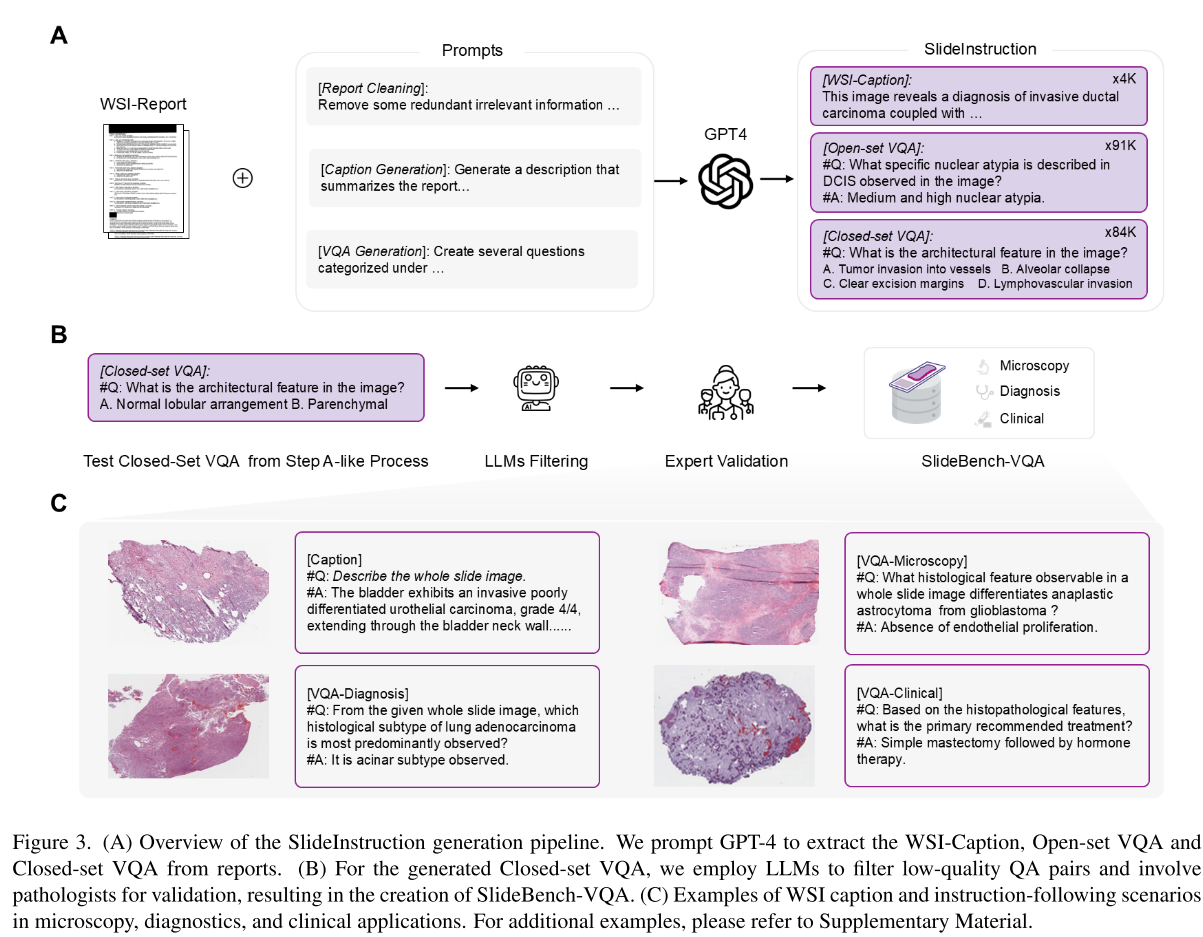 A
Prompts
SlideInstruction
WSI-Report
[Report Cleaning]:
Remove some redundant irrelevant information …
[Caption Generation]: Generate a description that
summarizes the report…
[VQA Generation]: Create several questions
categorized under …
GPT4
[WSI-Caption]: x4K
This image reveals a diagnosis of invasive ductal
carcinoma coupled with …
[Open-set VQA]: x91K
#Q: What specific nuclear atypia is described in
DCIS observed in the image?
#A: Medium and high nuclear atypia.
[Closed-set VQA]: x84K
#Q: What is the architectural feature in the image?
A. Tumor invasion into vessels B. Alveolar collapse
C. Clear excision margins D. Lymphovascular invasion
B
[Closed-set VQA]:
#Q: What is the architectural feature in the image?
A. Normal lobular arrangement B. Parenchymal
AI
Microscopy
Diagnosis
Clinical
Test Closed-Set VQA from Step A-like Process
LLMs Filtering
Expert Validation
SlideBench-VQA
C
[Caption]
#Q: Describe the whole slide image.
#A: The bladder exhibits an invasive poorly
differentiated urothelial carcinoma, grade 4/4,
extending through the bladder neck wall......
[VQA-Microscopy]
#Q: What histological feature observable in a
whole slide image differentiates anaplastic
astrocytoma from glioblastoma ?
#A: Absence of endothelial proliferation.
[VQA-Diagnosis]
#Q: From the given whole slide image, which
histological subtype of lung adenocarcinoma
is most predominantly observed?
#A: It is acinar subtype observed.
[VQA-Clinical]
#Q: Based on the histopathological features,
what is the primary recommended treatment?
#A: Simple mastectomy followed by hormone
therapy.
Figure 3. (A) Overview of the SlideInstruction generation pipeline. We prompt GPT-4 to extract the WSI-Caption, Open-set VQA and
Closed-set VQA from reports. (B) For the generated Closed-set VQA, we employ LLMs to filter low-quality QA pairs and involve
pathologists for validation, resulting in the creation of SlideBench-VQA. (C) Examples of WSI caption and instruction-following scenarios
in microscopy, diagnostics, and clinical applications. For additional examples, please refer to Supplementary Material.